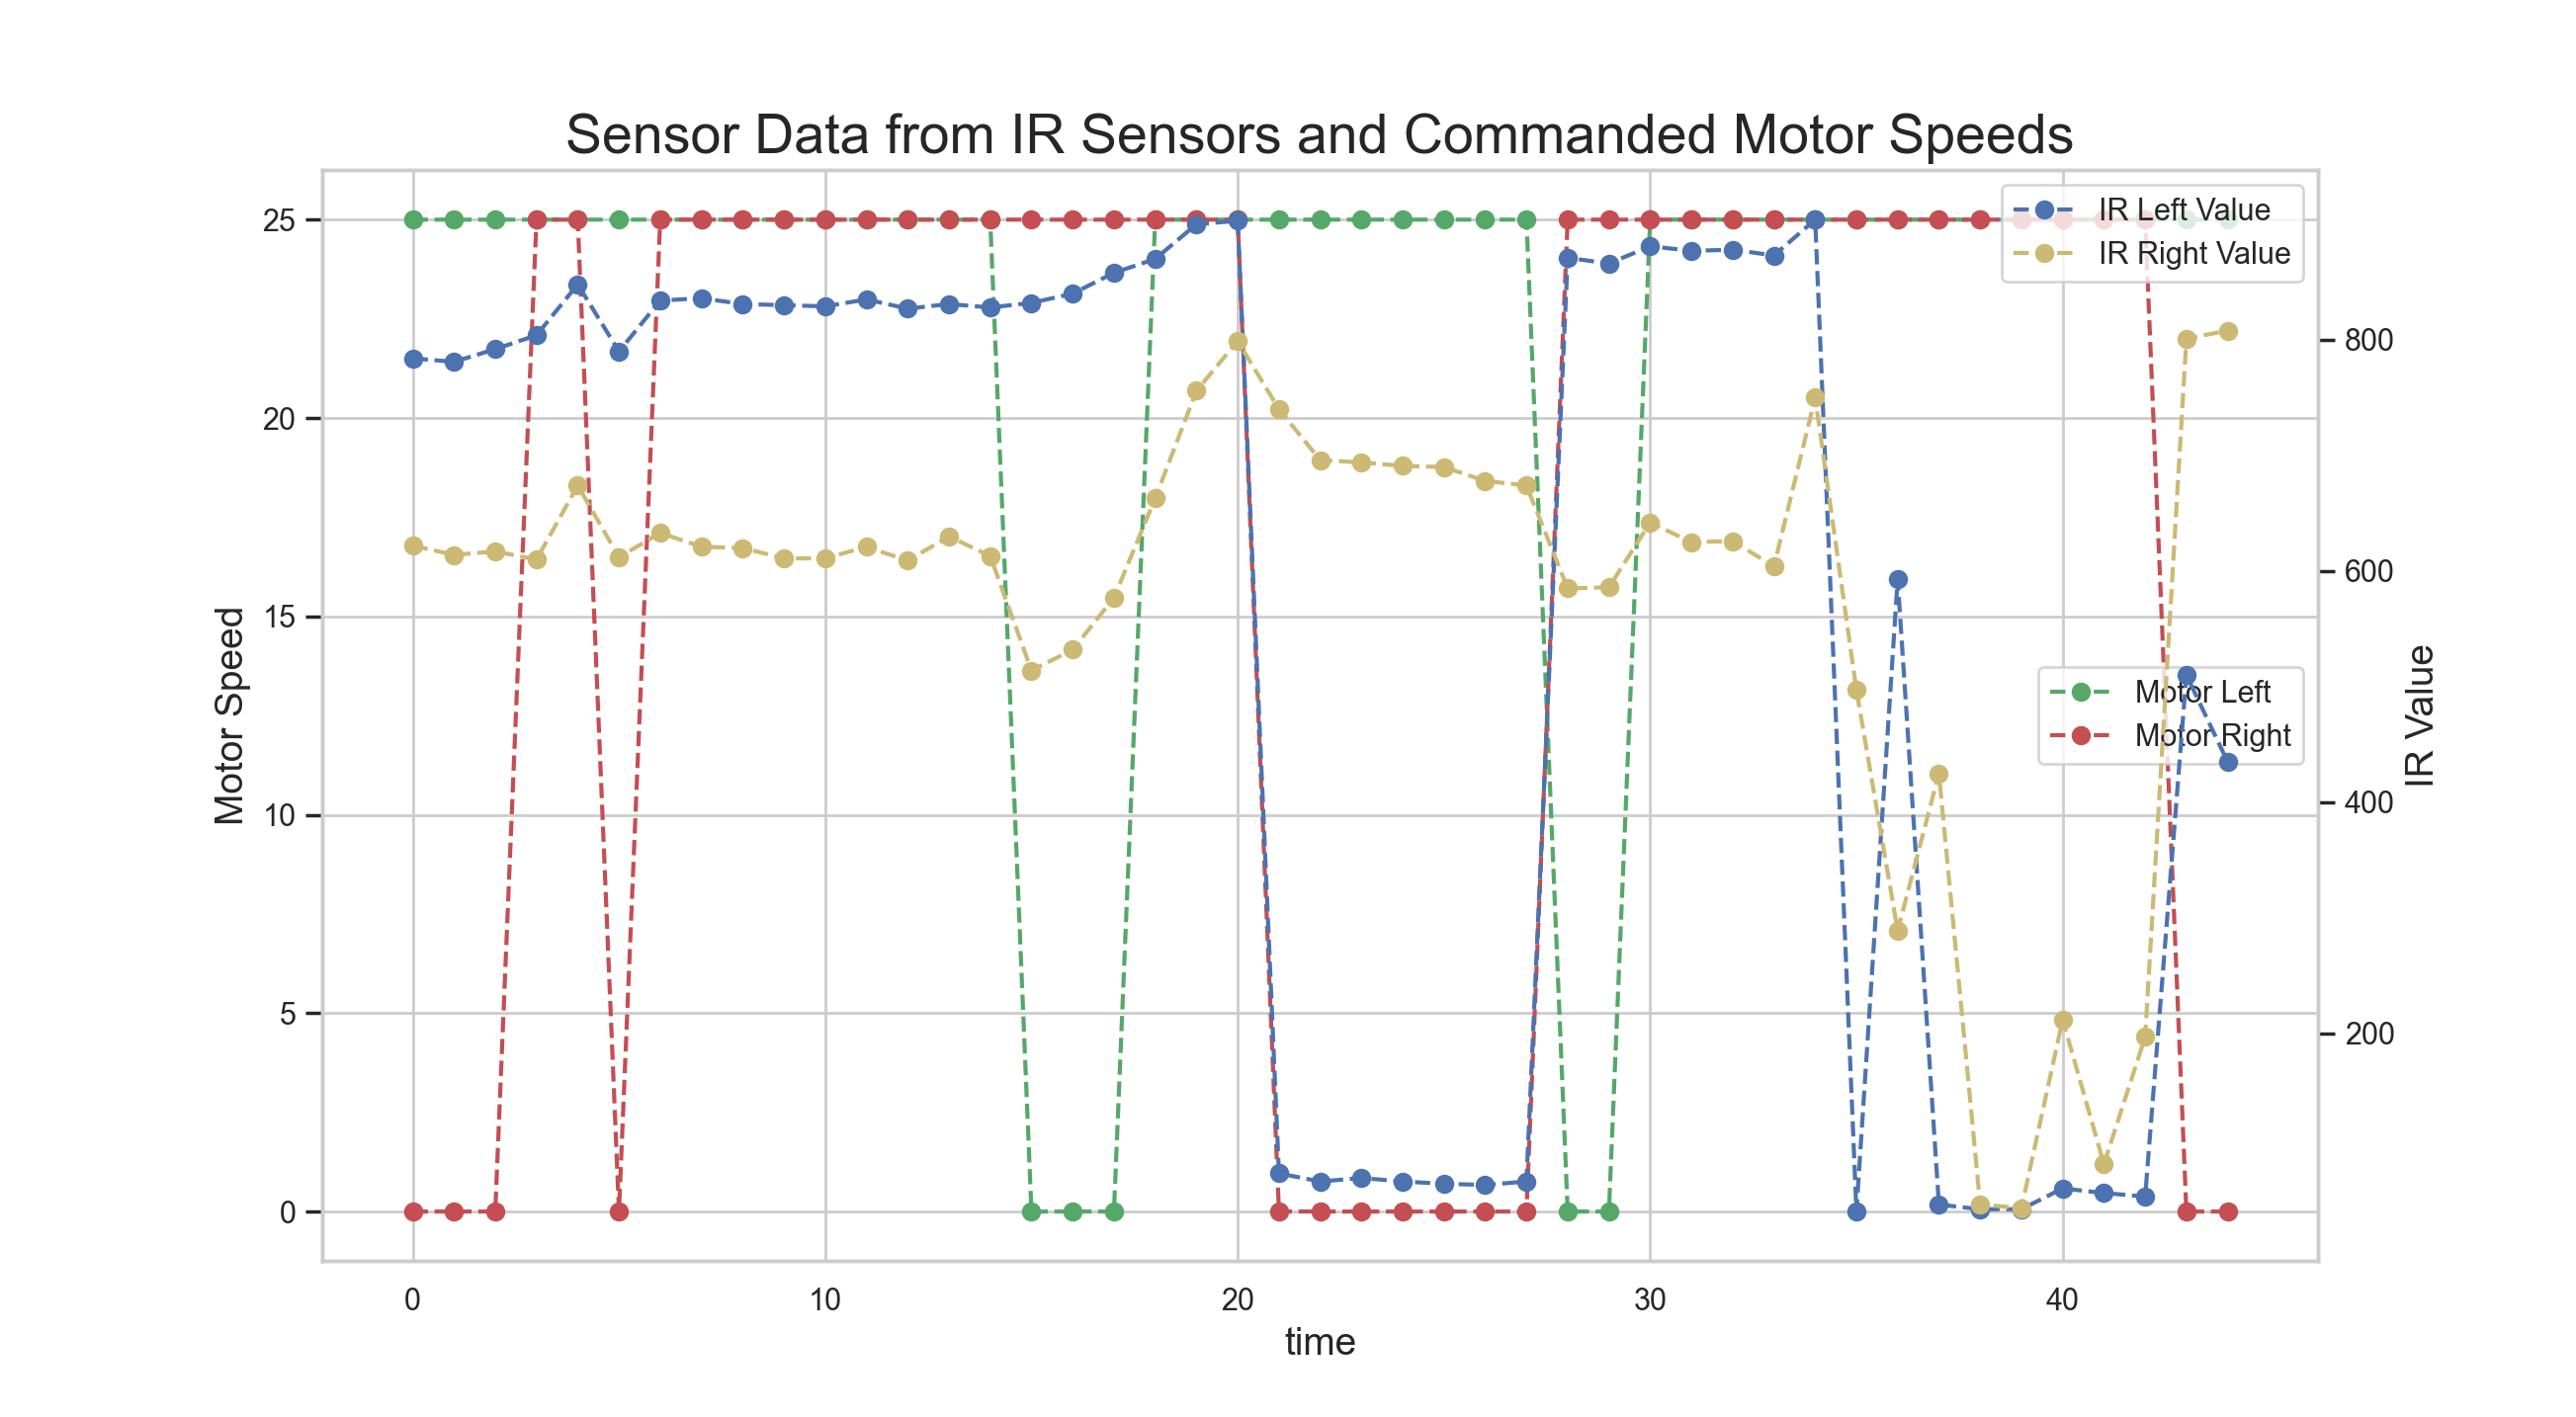 Sensor Data from IR Sensors and Commanded Motor Speeds
IR Left Value
IR Right Value
Motor Left
Motor Right
Motor Speed
25
20
15
10
5
0
IR Value
800
600
400
200
0
10
20
30
40
time